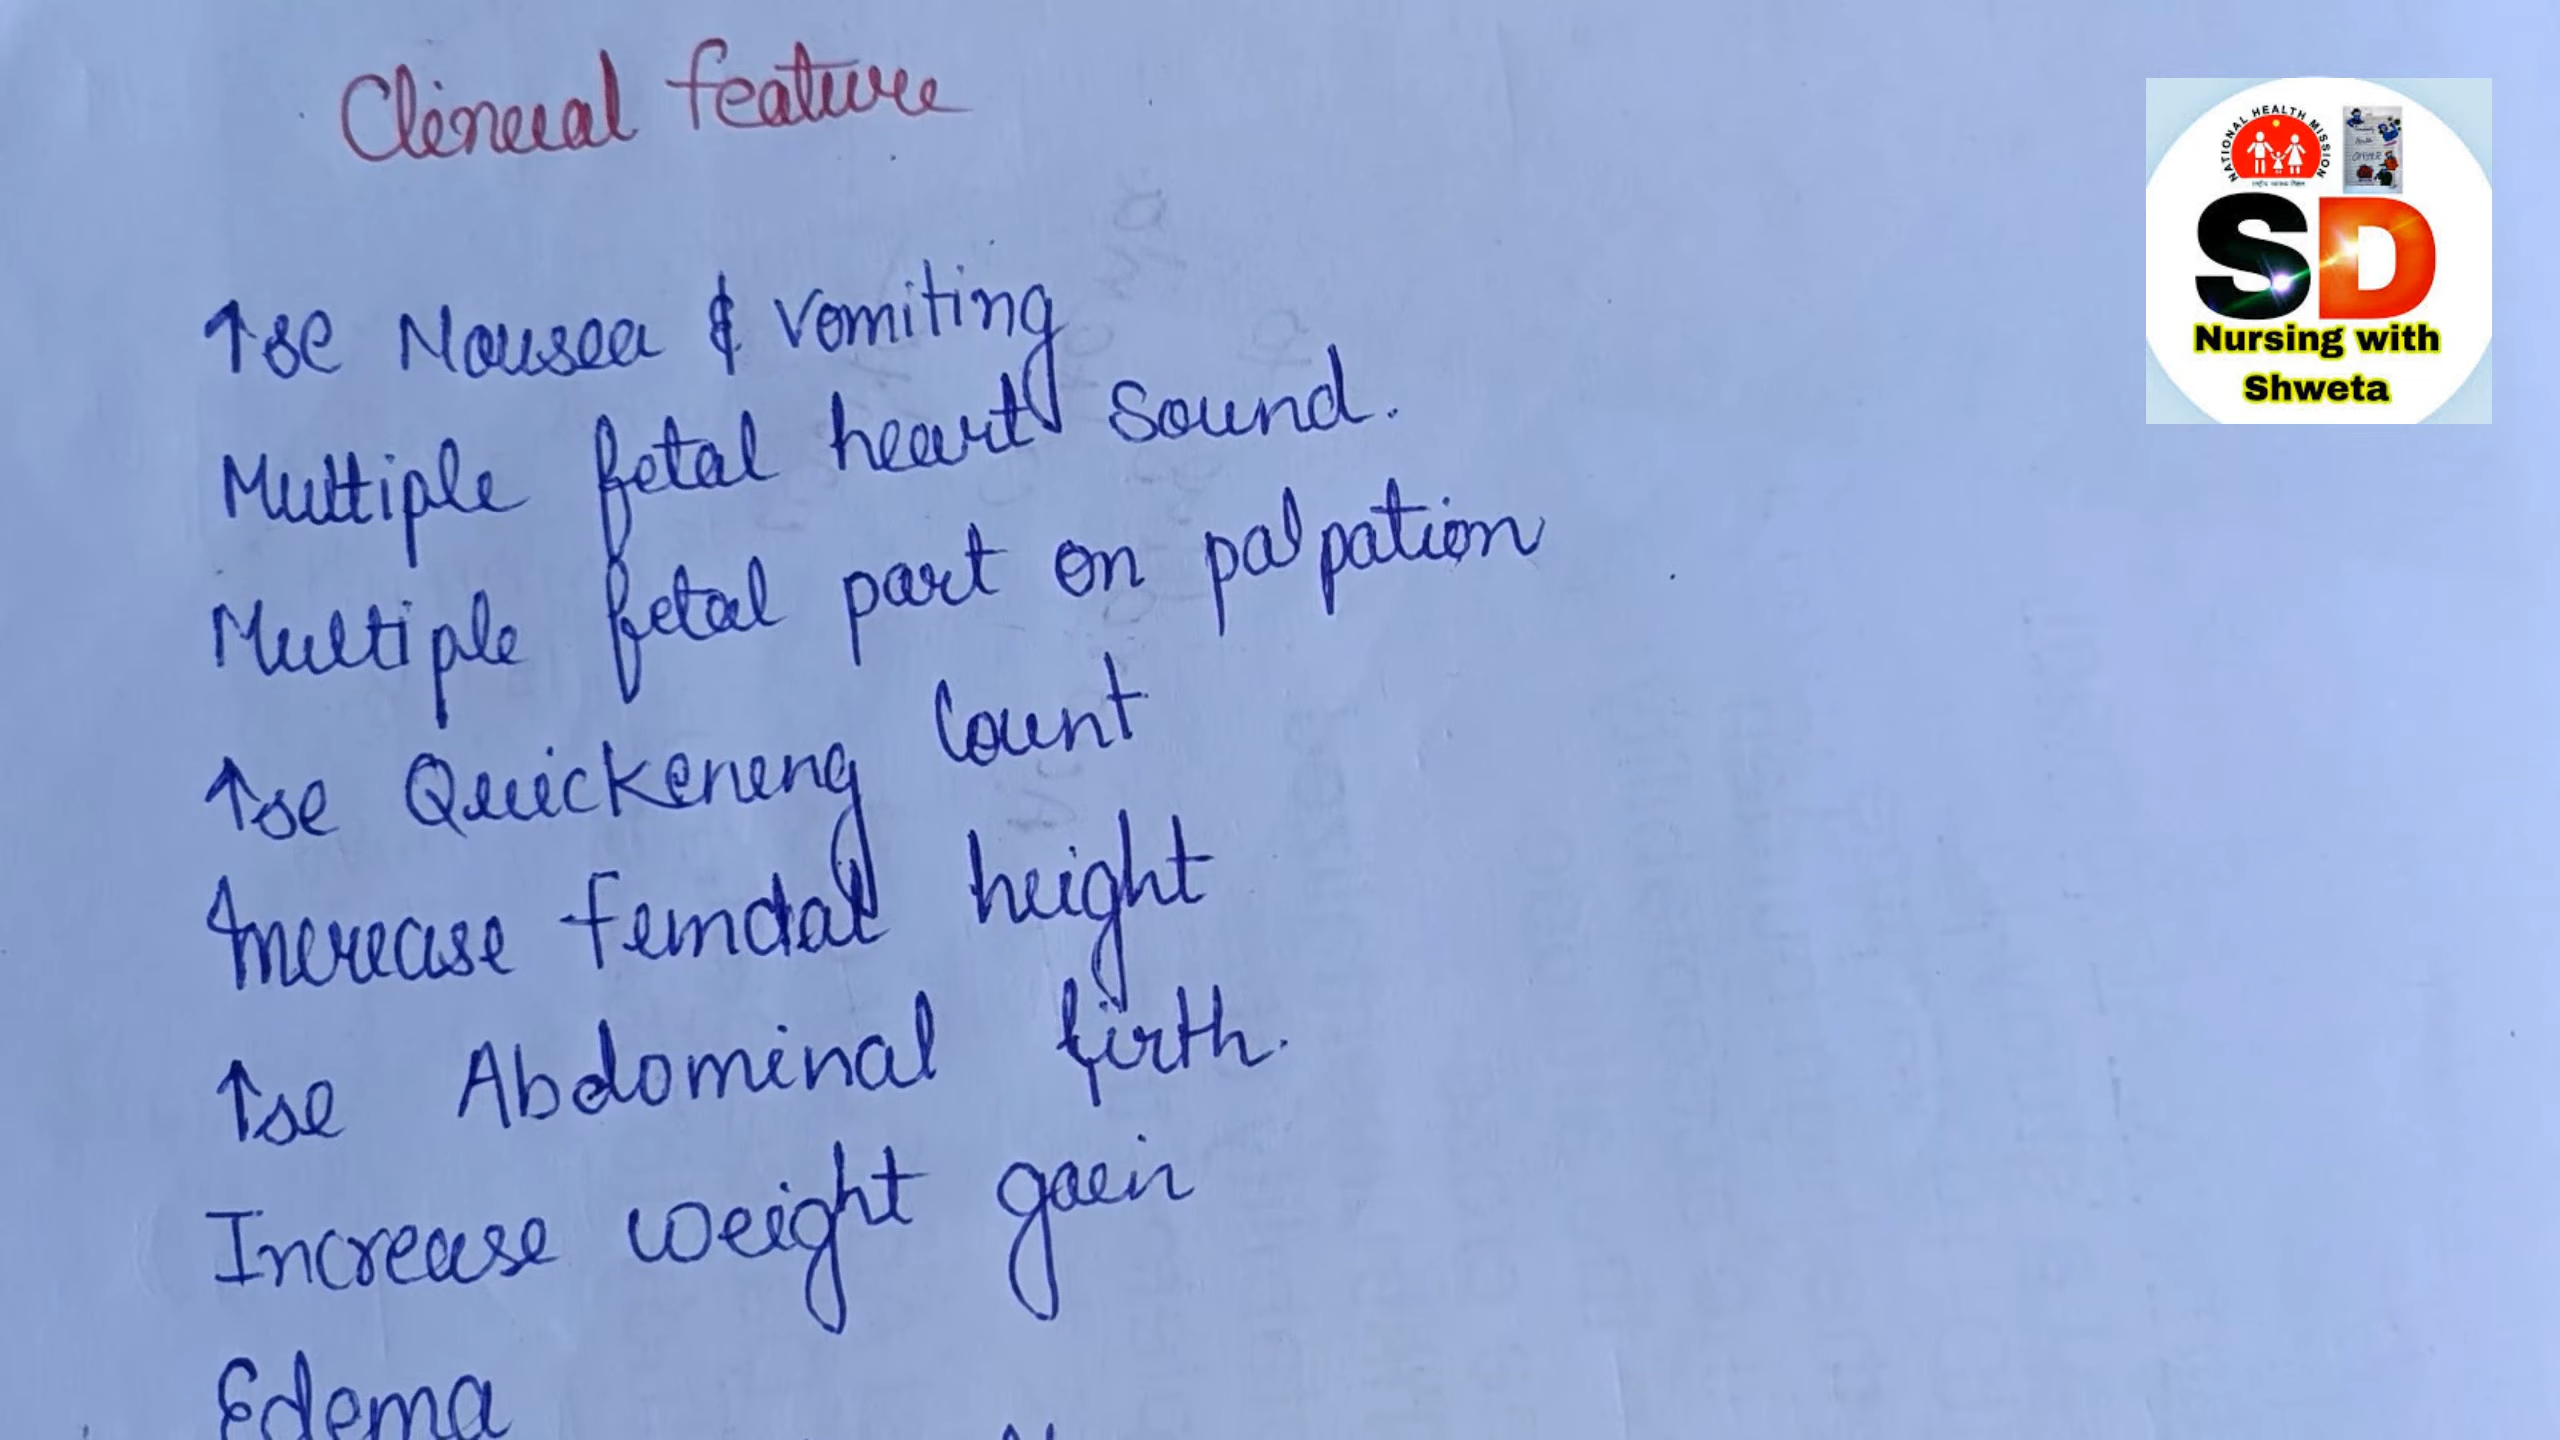 Clinical feature
↑se Nausea & vomiting
Multiple fetal heart sound.
Multiple fetal part on palpation
↑se Quickening Count
Increase fundal height
↑se Abdominal firth.
Increase weight gain
Edema
NATIONAL HEALTH MISSION
SD
Nursing with
Shweta